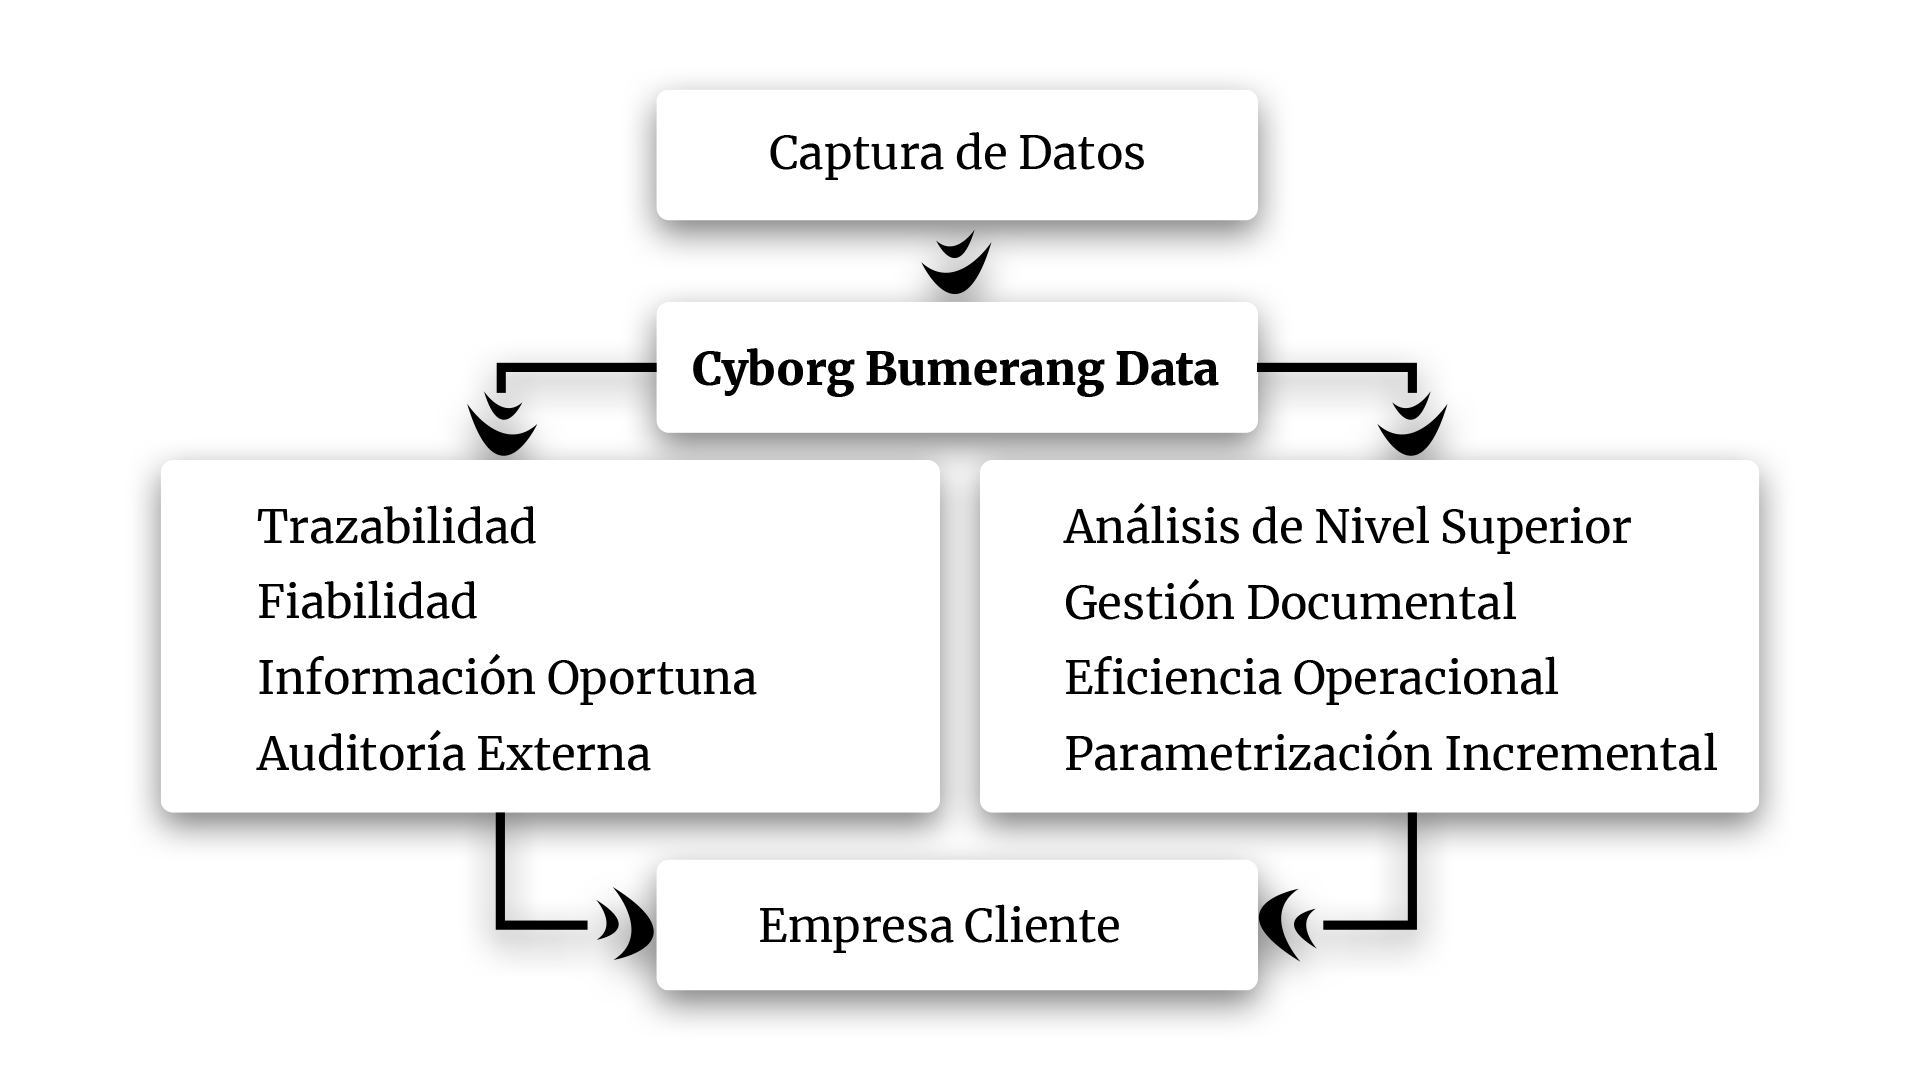 Captura de Datos
Cyborg Bumerang Data
Trazabilidad
Fiabilidad
Información Oportuna
Auditoría Externa
Análisis de Nivel Superior
Gestión Documental
Eficiencia Operacional
Parametrización Incremental
Empresa Cliente